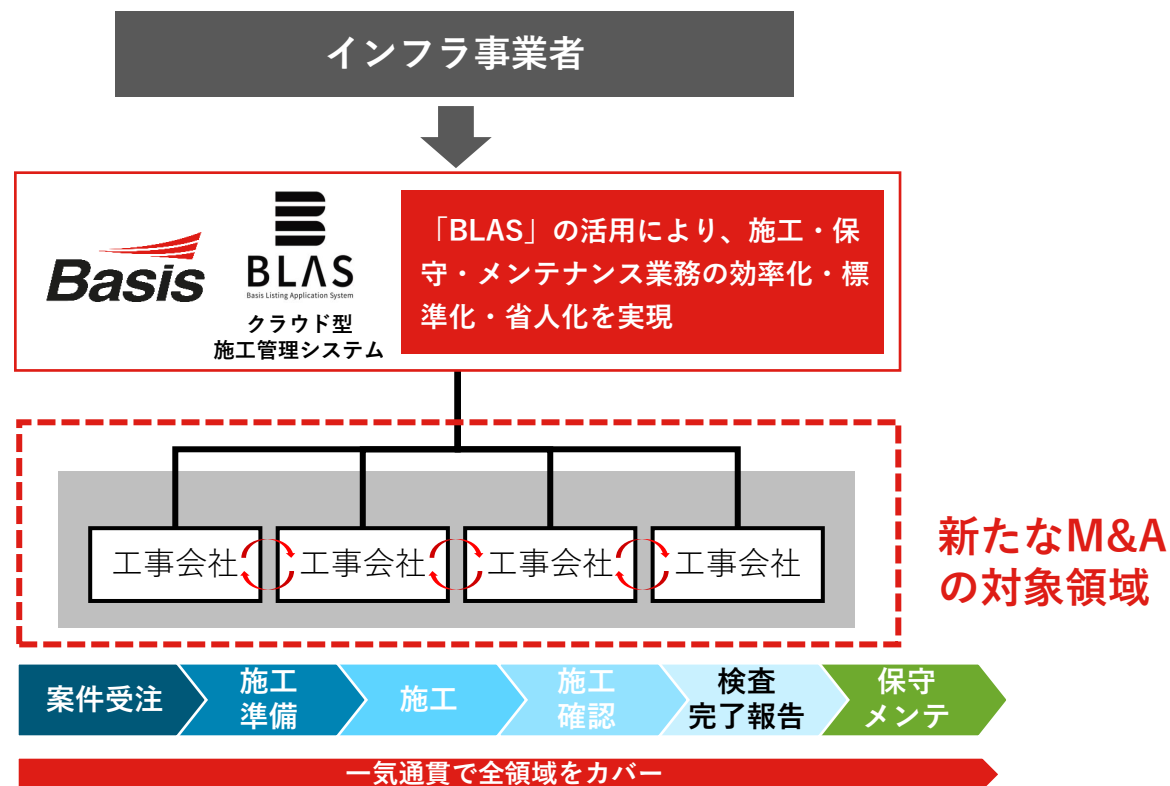 インフラ事業者
Basis
BLAS
Basis Listing Application System
クラウド型
施工管理システム
「BLAS」の活用により、施工・保
守・メンテナンス業務の効率化・標
準化・省人化を実現
工事会社
工事会社
工事会社
工事会社
新たなM&A
の対象領域
案件受注
施工
準備
施工
施工
確認
検査
完了報告
保守
メンテ
一気通貫で全領域をカバー